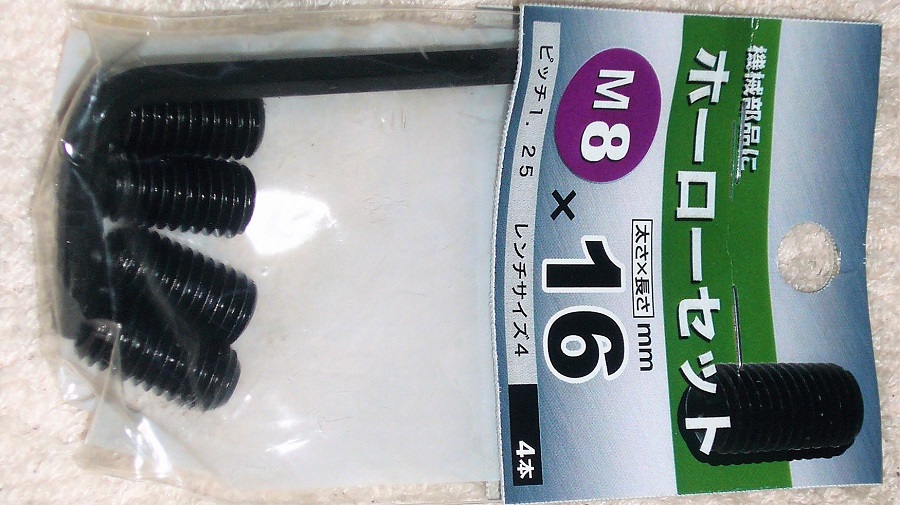 機械部品に
ホーローセット
太さ×長さ mm
M8×16
ピッチ1.25 レンチサイズ4
4本